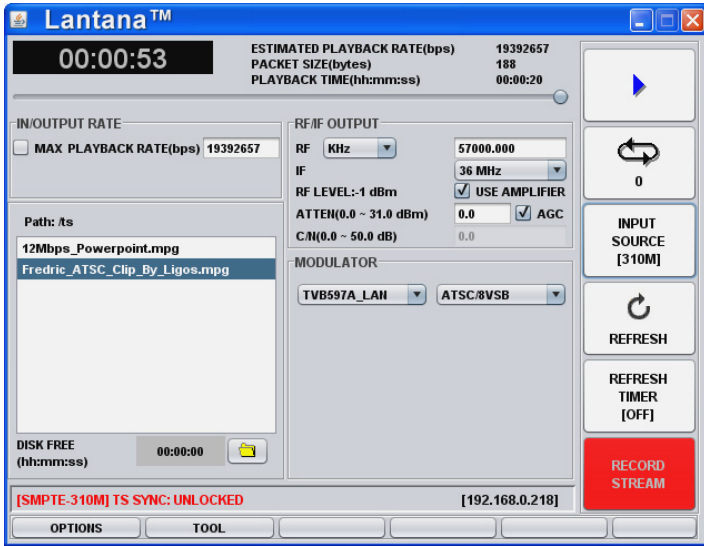 Lantana™
00:00:53
ESTIMATED PLAYBACK RATE(bps) 19392657
PACKET SIZE(bytes) 188
PLAYBACK TIME(hh:mm:ss) 00:00:20
IN/OUTPUT RATE
MAX PLAYBACK RATE(bps) 19392657
Path: /ts
12Mbps_Powerpoint.mpg
Fredric_ATSC_Clip_By_Ligos.mpg
DISK FREE
(hh:mm:ss)
00:00:00
RF/IF OUTPUT
RF KHz 57000.000
IF 36 MHz
RF LEVEL:-1 dBm USE AMPLIFIER
ATTEN(0.0 ~ 31.0 dBm) 0.0 AGC
C/N(0.0 ~ 50.0 dB) 0.0
MODULATOR
TVB597A_LAN ATSC/8VSB
0
INPUT
SOURCE
[310M]
REFRESH
REFRESH
TIMER
[OFF]
RECORD
STREAM
[SMPTE-310M] TS SYNC: UNLOCKED [192.168.0.218]
OPTIONS TOOL